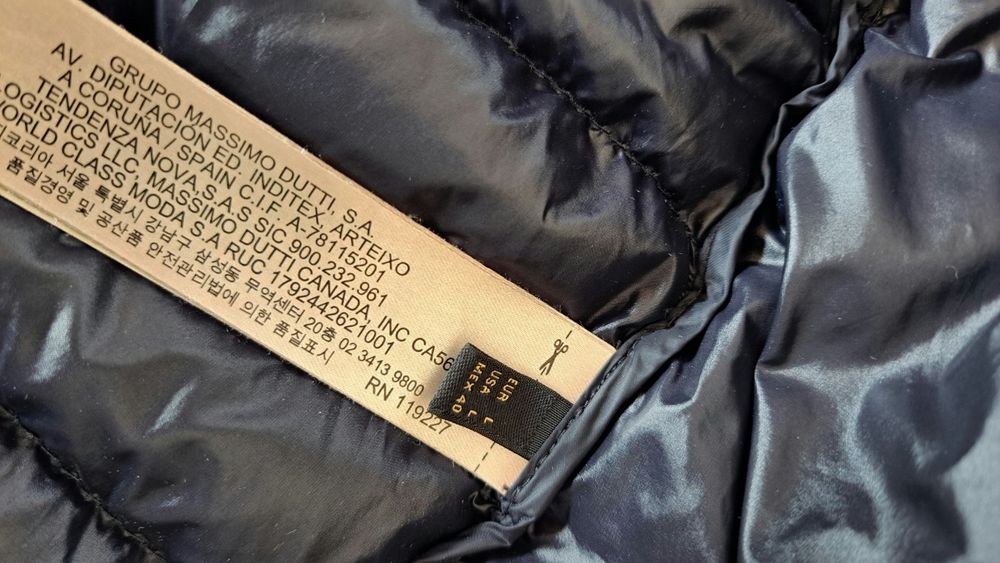 GRUPO MASSIMO DUTTI, S.A.
AV. DIPUTACIÓN ED. INDITEX, ARTEIXO
A CORUÑA / SPAIN C.I.F. A-78115201
TENDENZA NOVA,S.A.S SIC 900.232.961
LOGISTICS LLC, MASSIMO DUTTI CANADA, INC CA56
WORLD CLASS MODA S.A RUC 1792442621001
코리아 서울 특별시 강남구 삼성동 무역센터 20층 02 3413 9800
품질경영 및 공산품 안전관리법에 의한 품질표시
RN 119227
EUR L
USA L
MEX 40